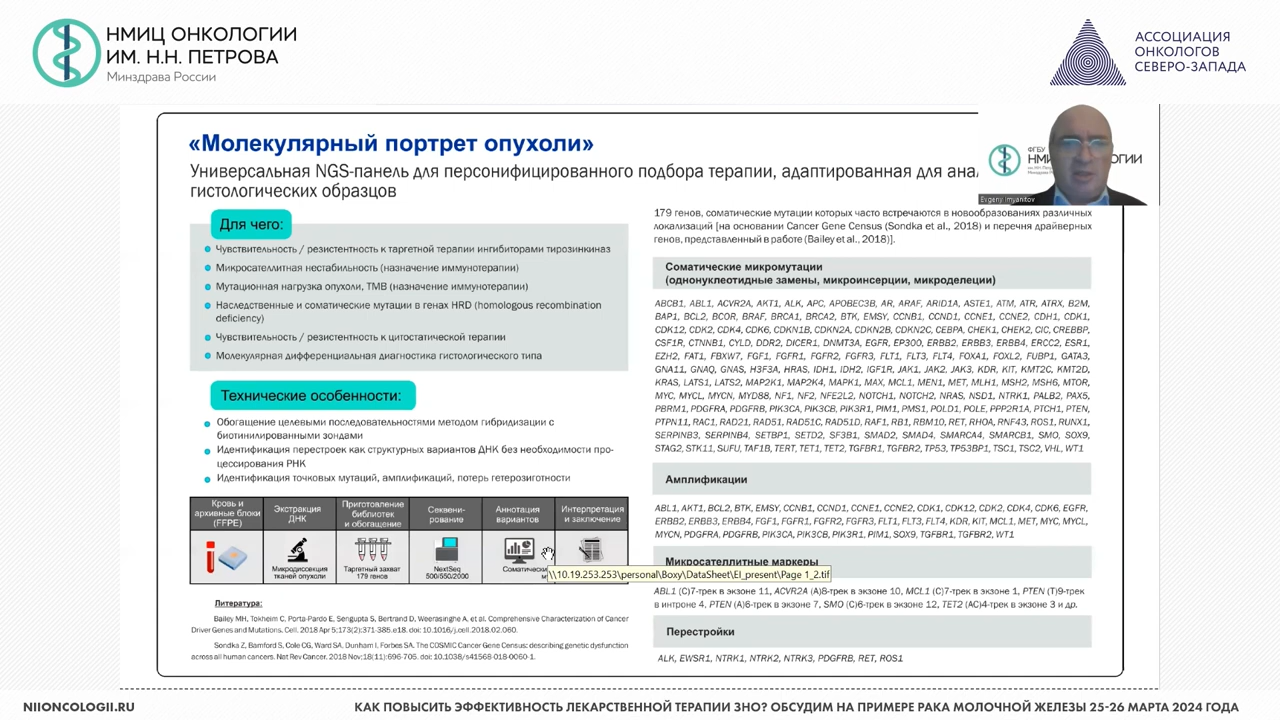 НМИЦ ОНКОЛОГИИ
ИМ. Н.Н. ПЕТРОВА
Минздрава России
АССОЦИАЦИЯ
ОНКОЛОГОВ
СЕВЕРО-ЗАПАДА
«Молекулярный портрет опухоли»
Универсальная NGS-панель для персонифицированного подбора терапии, адаптированная для
гистологических образцов
ФГБУ
Evgeny Imyanitov
Для чего:
Чувствительность / резистентность к таргетной терапии ингибиторами тирозинкиназ
Микросателлитная нестабильность (назначение иммунотерапии)
Мутационная нагрузка опухоли, TMB (назначение иммунотерапии)
Наследственные и соматические мутации в генах HRD (homologous recombination
deficiency)
Чувствительность / резистентность к цитостатической терапии
Молекулярная дифференциальная диагностика гистологического типа
Технические особенности:
Обогащение целевыми последовательностями методом гибридизации с
биотинилированными зондами
Идентификация перестроек как структурных вариантов ДНК без необходимости про-
цессирования РНК
Идентификация точковых мутаций, амплификаций, потерь гетерозиготности
Кровь и
архивные блоки
(FFPE)
Экстракция
ДНК
Приготовление
библиотек
и обогащение
Секвени-
рование
Аннотация
вариантов
Интерпретация
и заключение
Микродиссекция
тканей опухоли
Таргетный захват
179 генов
NextSeq
500/550/2000
\\10.19.253.253\personal\Boxy\DataSheet\EI_present\Page 1_2.tif
Литература:
Bailey MH, Tokheim C, Porta-Pardo E, Sengupta S, Bertrand D, Weerasinghe A, et al. Comprehensive Characterization of Cancer
Driver Genes and Mutations. Cell. 2018 Apr 5;173(2):371-385.e18. doi: 10.1016/j.cell.2018.02.060.
Sondka Z, Bamford S, Cole CG, Ward SA, Dunham I, Forbes SA. The COSMIC Cancer Gene Census: describing genetic dysfunction
across all human cancers. Nat Rev Cancer. 2018 Nov;18(11):696-705. doi: 10.1038/s41568-018-0060-1.
179 генов, соматические мутации которых часто встречаются в новообразованиях различных
локализаций [на основании Cancer Gene Census (Sondka et al., 2018) и перечня драйверных
генов, представленный в работе (Bailey et al., 2018)].
Соматические микромутации
(однонуклеотидные замены, микроинсерции, микроделеции)
ABCB1, ABL1, ACVR2A, AKT1, ALK, APC, APOBEC3B, AR, ARAF, ARID1A, ASTE1, ATM, ATR, ATRX, B2M,
BAP1, BCL2, BCOR, BRAF, BRCA1, BRCA2, BTK, EMSY, CCNB1, CCND1, CCNE1, CCNE2, CDH1, CDK1,
CDK12, CDK2, CDK4, CDK6, CDKN1B, CDKN2A, CDKN2B, CDKN2C, CEBPA, CHEK1, CHEK2, CIC, CREBBP,
CSF1R, CTNNB1, CYLD, DDR2, DICER1, DNMT3A, EGFR, EP300, ERBB2, ERBB3, ERBB4, ERCC2, ESR1,
EZH2, FAT1, FBXW7, FGF1, FGFR1, FGFR2, FGFR3, FLT1, FLT3, FLT4, FOXA1, FOXL2, FUBP1, GATA3,
GNA11, GNAQ, GNAS, H3F3A, HRAS, IDH1, IDH2, IGF1R, JAK1, JAK2, JAK3, KDR, KIT, KMT2C, KMT2D,
KRAS, LATS1, LATS2, MAP2K1, MAP2K4, MAPK1, MAX, MCL1, MEN1, MET, MLH1, MSH2, MSH6, MTOR,
MYC, MYCL, MYCN, MYD88, NF1, NF2, NFE2L2, NOTCH1, NOTCH2, NRAS, NSD1, NTRK1, PALB2, PAX5,
PBRM1, PDGFRA, PDGFRB, PIK3CA, PIK3CB, PIK3R1, PIM1, PMS1, POLD1, POLE, PPP2R1A, PTCH1, PTEN,
PTPN11, RAC1, RAD21, RAD51, RAD51C, RAD51D, RAF1, RB1, RBM10, RET, RHOA, RNF43, ROS1, RUNX1,
SERPINB3, SERPINB4, SETBP1, SETD2, SF3B1, SMAD2, SMAD4, SMARCA4, SMARCB1, SMO, SOX9,
STAG2, STK11, SUFU, TAF1B, TERT, TET1, TET2, TGFBR1, TGFBR2, TP53, TP53BP1, TSC1, TSC2, VHL, WT1
Амплификации
ABL1, AKT1, BCL2, BTK, EMSY, CCNB1, CCND1, CCNE1, CCNE2, CDK1, CDK12, CDK2, CDK4, CDK6, EGFR,
ERBB2, ERBB3, ERBB4, FGF1, FGFR1, FGFR2, FGFR3, FLT1, FLT3, FLT4, KDR, KIT, MCL1, MET, MYC, MYCL,
MYCN, PDGFRA, PDGFRB, PIK3CA, PIK3CB, PIK3R1, PIM1, SOX9, TGFBR1, TGFBR2, WT1
Микросателлитные маркеры
ABL1 (C)7-трек в экзоне 11, ACVR2A (A)8-трек в экзоне 10, MCL1 (C)7-трек в экзоне 1, PTEN (T)9-трек
в интроне 4, PTEN (A)6-трек в экзоне 7, SMO (C)6-трек в экзоне 12, TET2 (AC)4-трек в экзоне 3 и др.
Перестройки
ALK, EWSR1, NTRK1, NTRK2, NTRK3, PDGFRB, RET, ROS1
NIIONCOLOGII.RU
КАК ПОВЫСИТЬ ЭФФЕКТИВНОСТЬ ЛЕКАРСТВЕННОЙ ТЕРАПИИ ЗНО? ОБСУДИМ НА ПРИМЕРЕ РАКА МОЛОЧНОЙ ЖЕЛЕЗЫ 25-26 МАРТА 2024 ГОДА